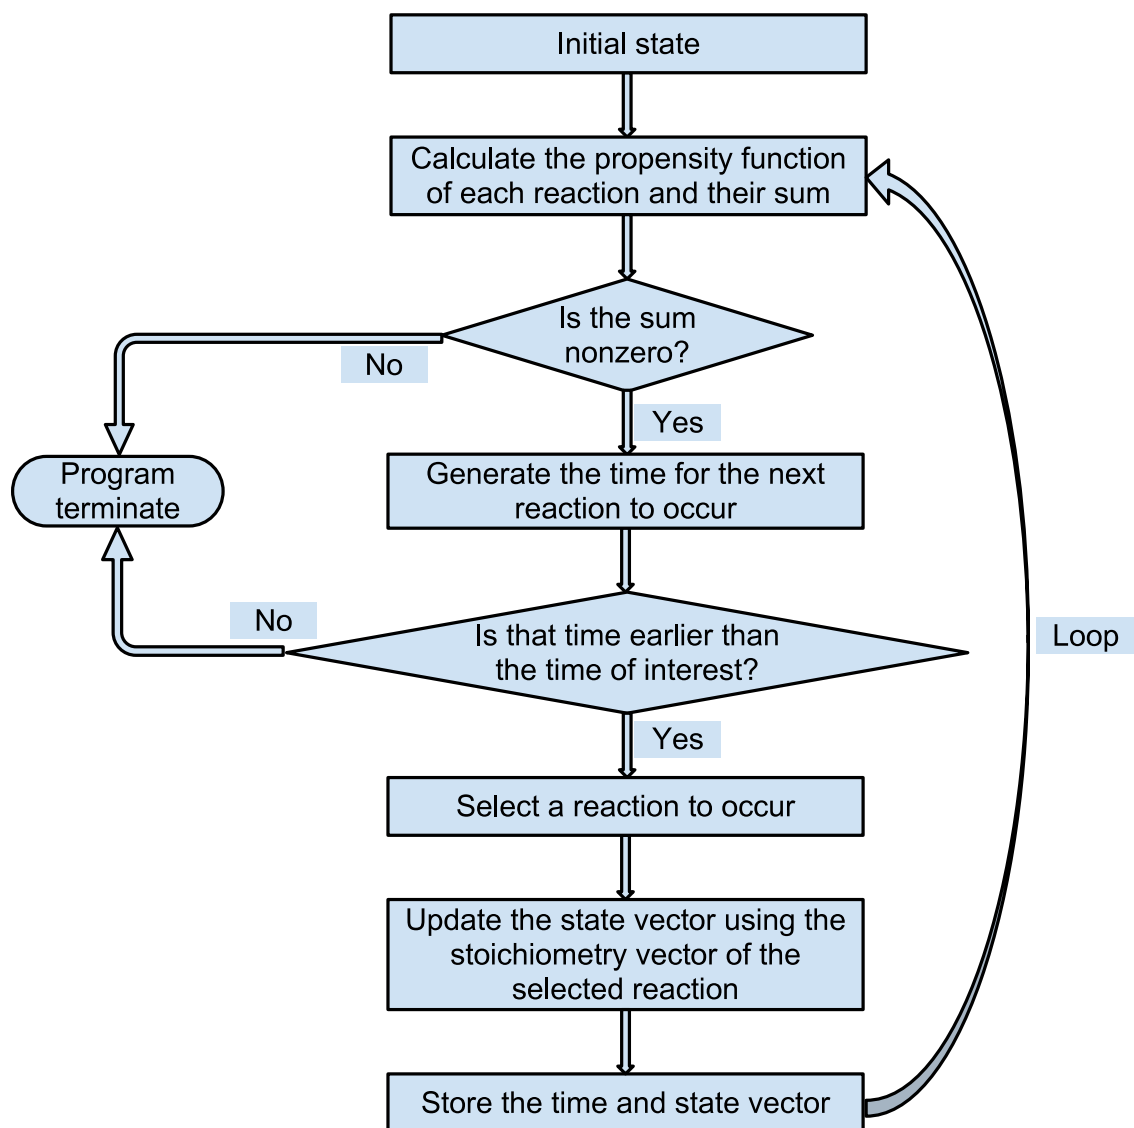 Initial state
Calculate the propensity function
of each reaction and their sum
Is the sum
nonzero?
No
Yes
Program
terminate
Generate the time for the next
reaction to occur
No
Is that time earlier than
the time of interest?
Loop
Yes
Select a reaction to occur
Update the state vector using the
stoichiometry vector of the
selected reaction
Store the time and state vector